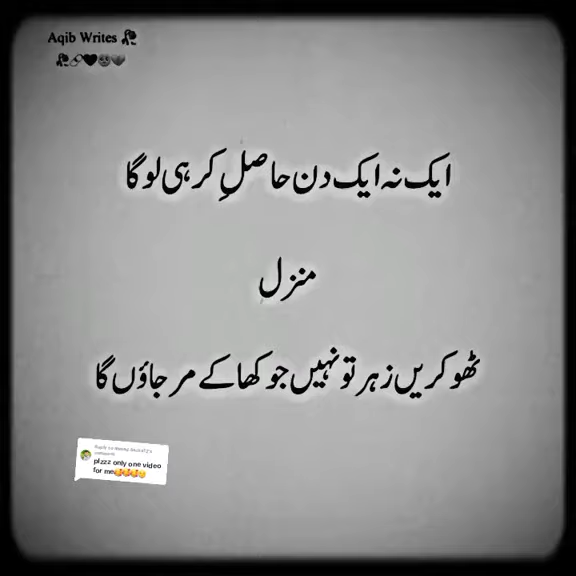 Aqib Writes 🥀
🥀🔗🖤🥺💔
ایک نہ ایک دن حاصلِ کر ہی لو گا
منزل
ٹھوکریں زہر تو نہیں جو کھا کے مر جاؤں گا
plzzz only one video
for me🥰🥰🥰🥰